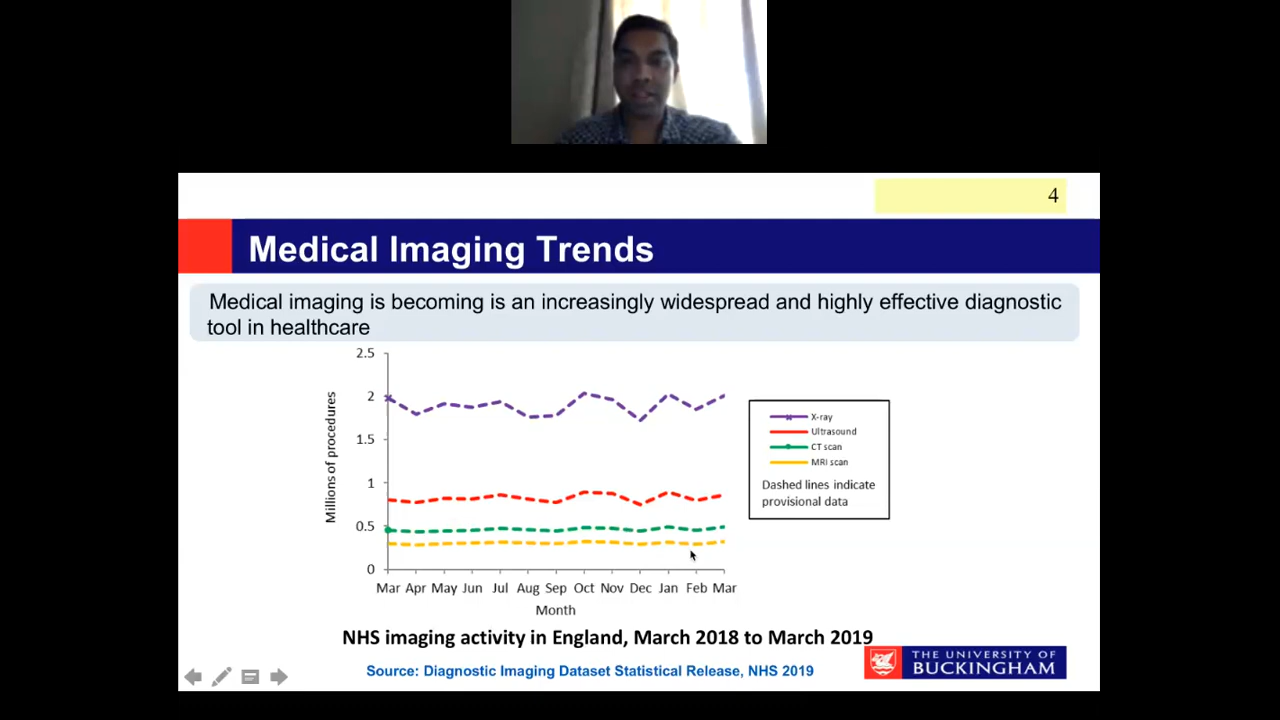 4
Medical Imaging Trends
Medical imaging is becoming is an increasingly widespread and highly effective diagnostic
tool in healthcare
2.5
2
1.5
1
0.5
0
Millions of procedures
Mar Apr May Jun Jul Aug Sep Oct Nov Dec Jan Feb Mar
Month
X-ray
Ultrasound
CT scan
MRI scan
Dashed lines indicate
provisional data
NHS imaging activity in England, March 2018 to March 2019
Source: Diagnostic Imaging Dataset Statistical Release, NHS 2019
THE UNIVERSITY OF
BUCKINGHAM